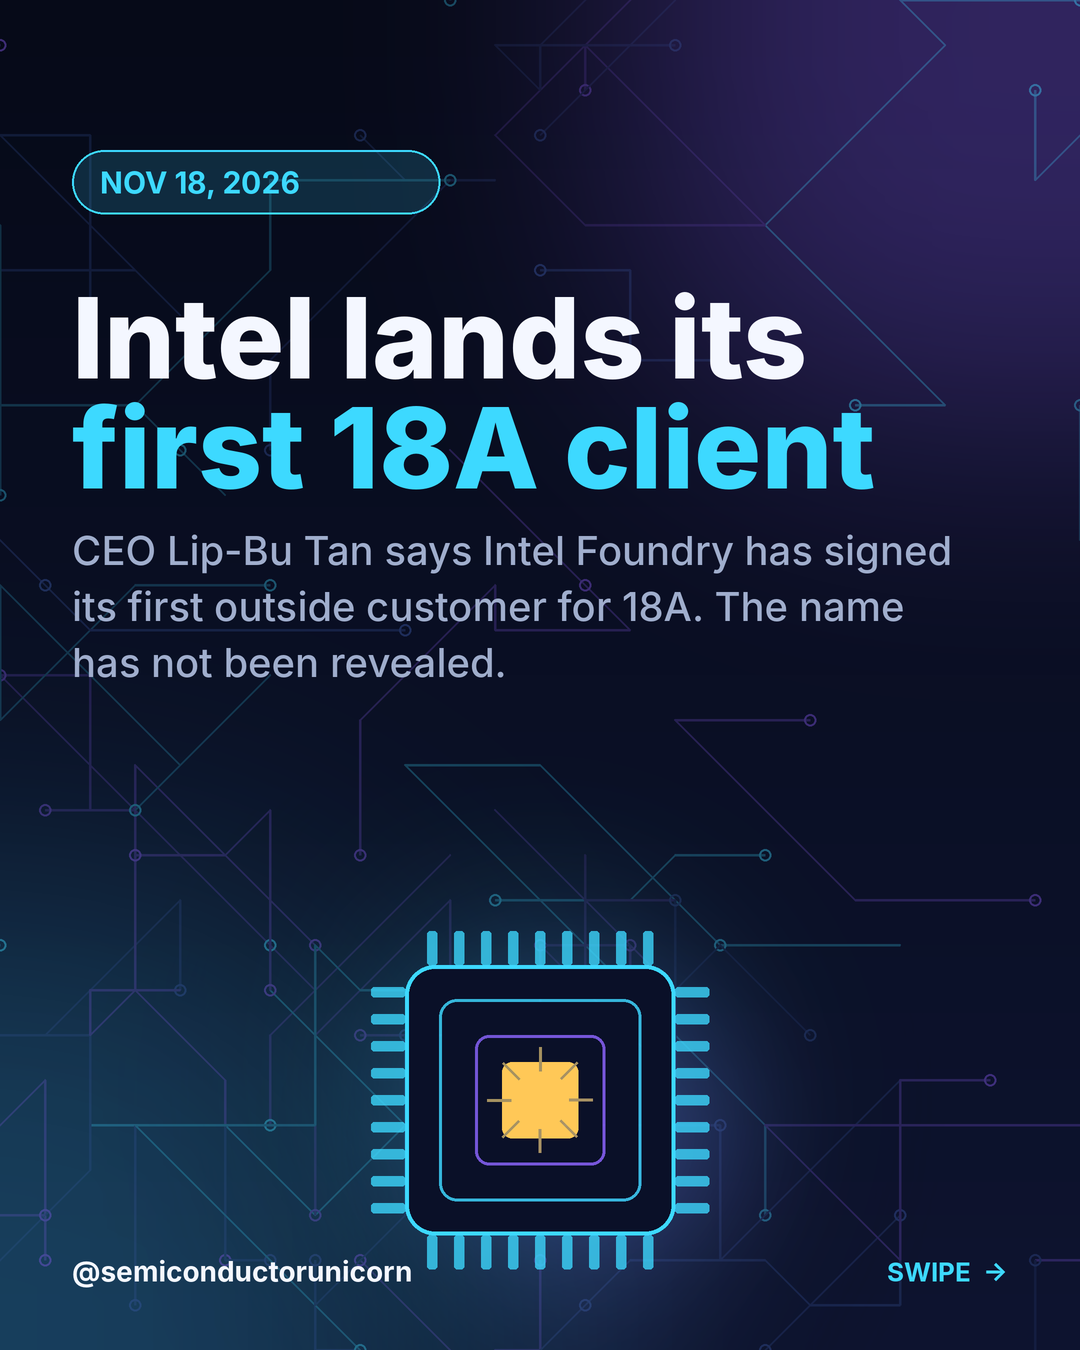 NOV 18, 2026
Intel lands its
first 18A client
CEO Lip-Bu Tan says Intel Foundry has signed
its first outside customer for 18A. The name
has not been revealed.
@semiconductorunicorn
SWIPE →